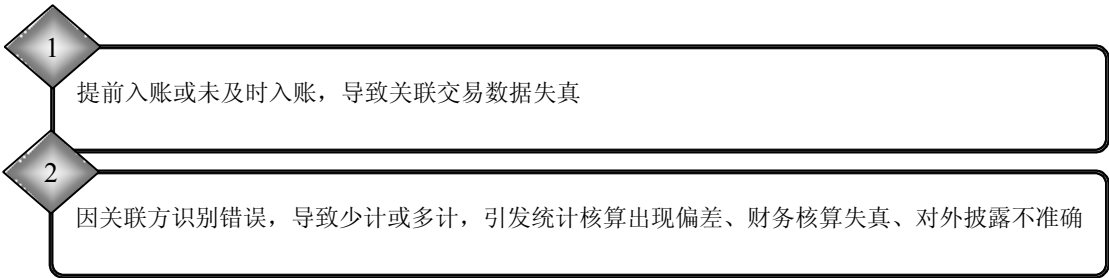 1
提前入账或未及时入账，导致关联交易数据失真
2
因关联方识别错误，导致少计或多计，引发统计核算出现偏差、财务核算失真、对外披露不准确